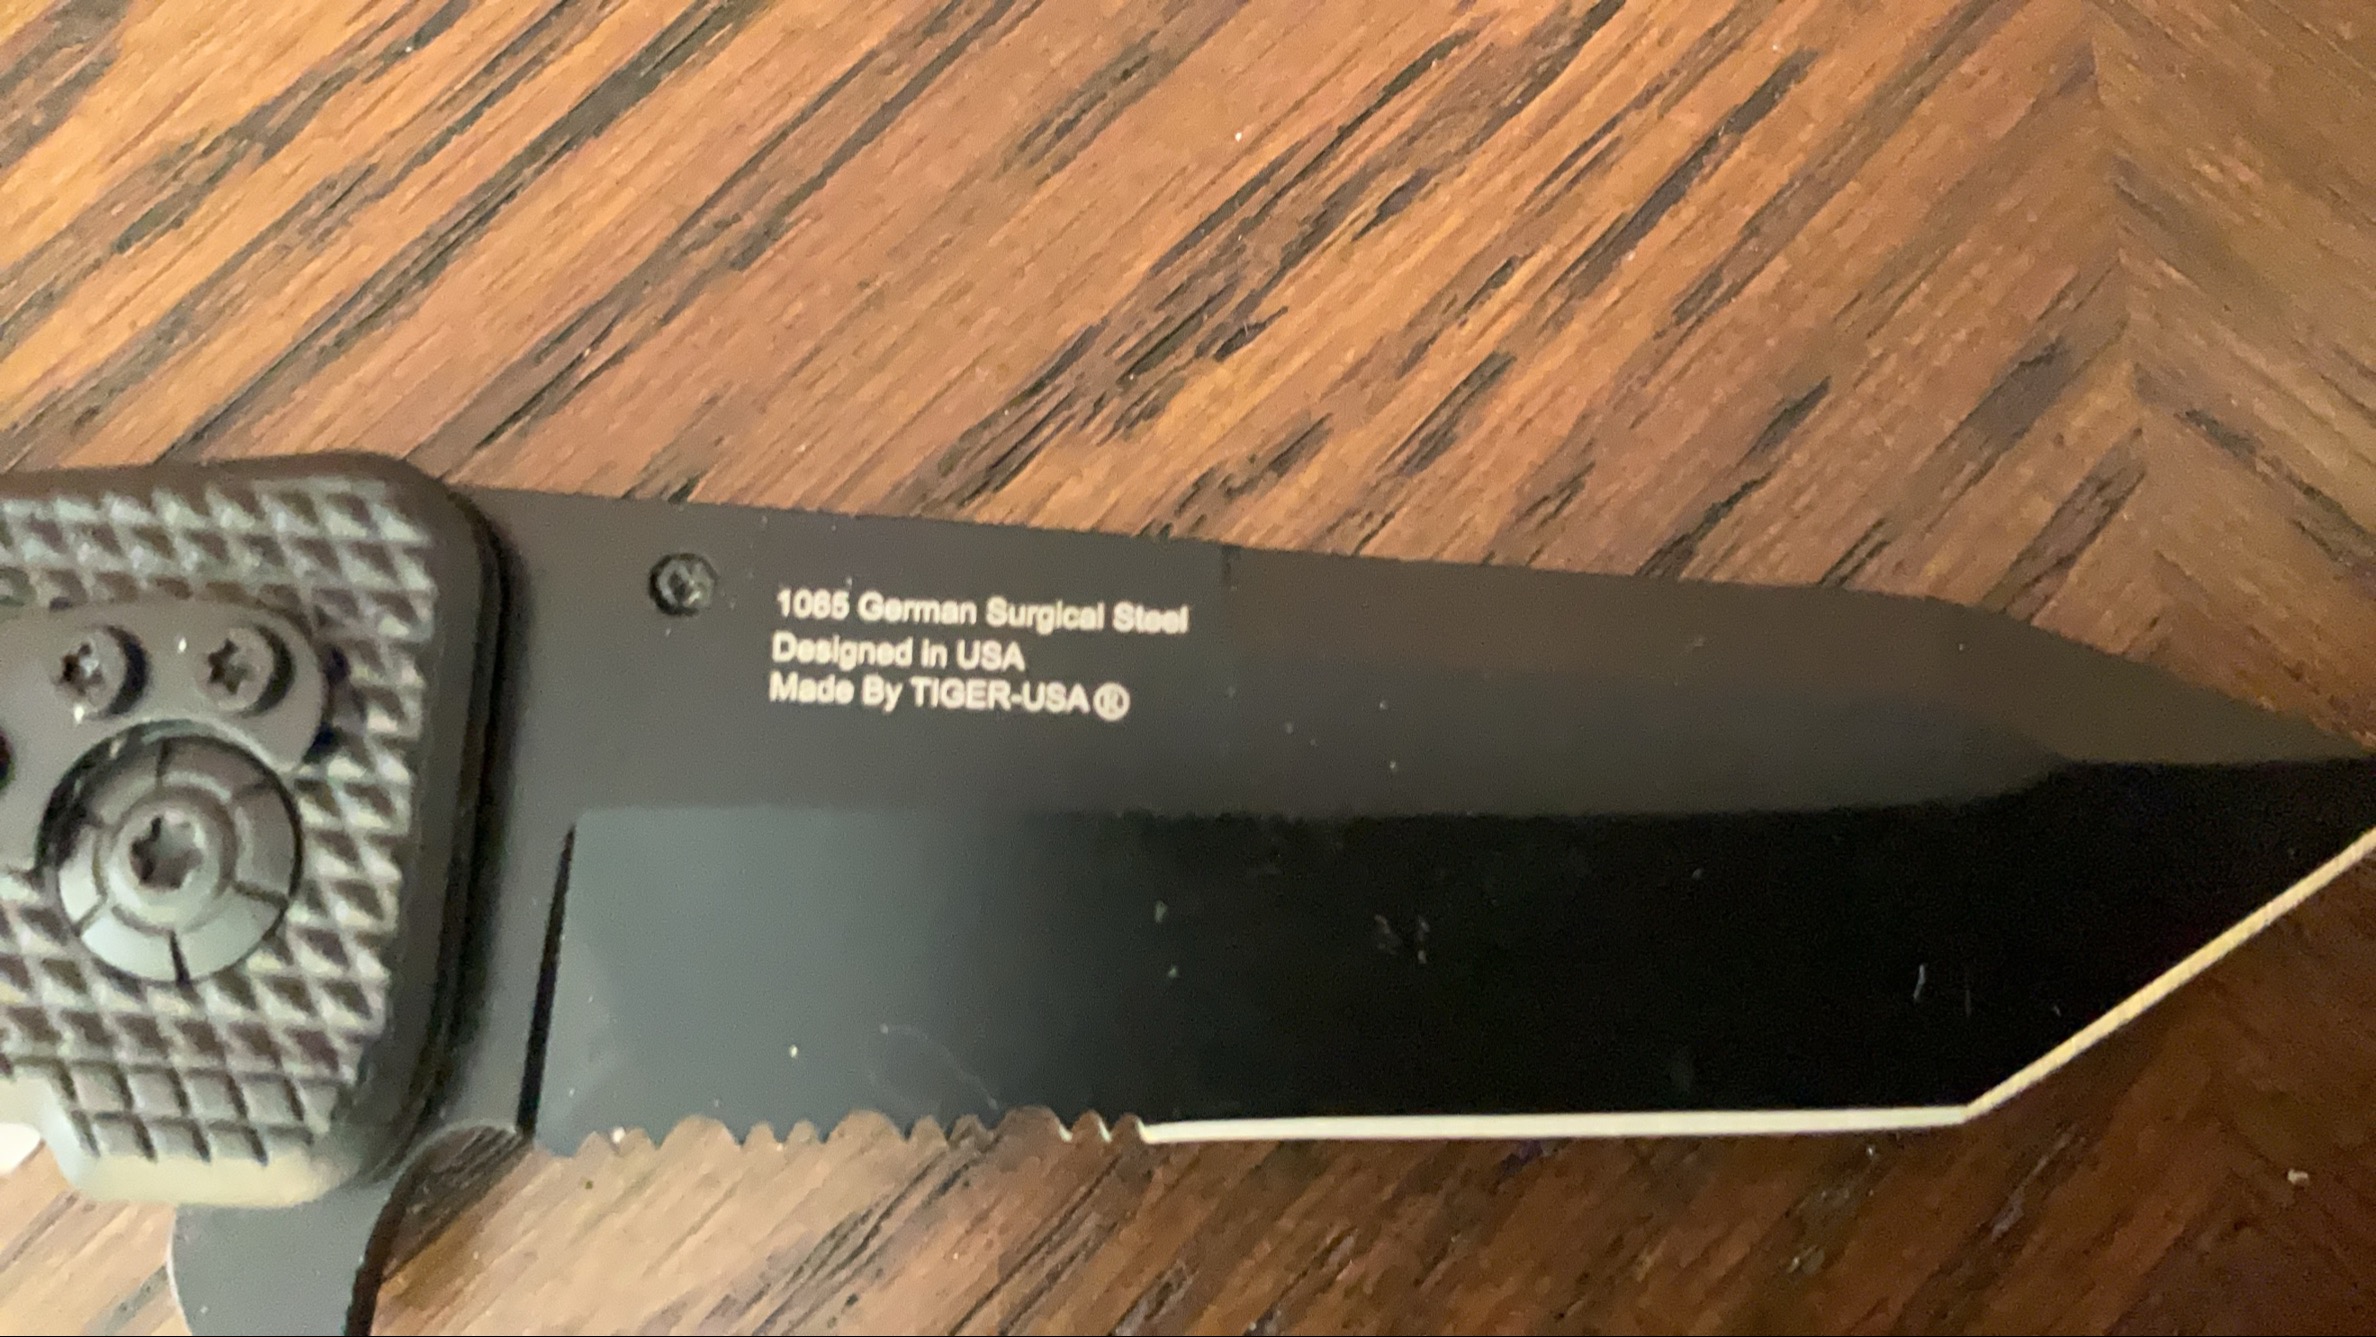 1065 German Surgical Steel
Designed in USA
Made By TIGER-USA®